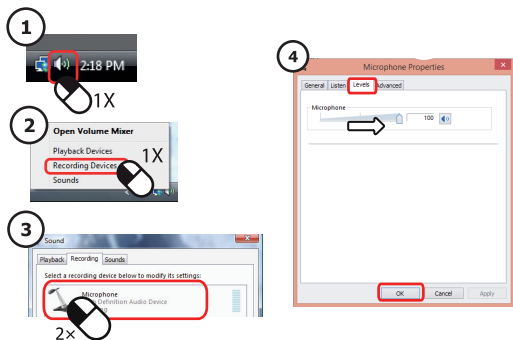 1
2:18 PM
1X
2
Open Volume Mixer
Playback Devices
Recording Devices
Sounds
1X
3
Sound
Playback Recording Sounds
Select a recording device below to modify its settings:
Microphone
Definition Audio Device
2×
4
Microphone Properties
General Listen Levels Advanced
Microphone
100
OK Cancel Apply